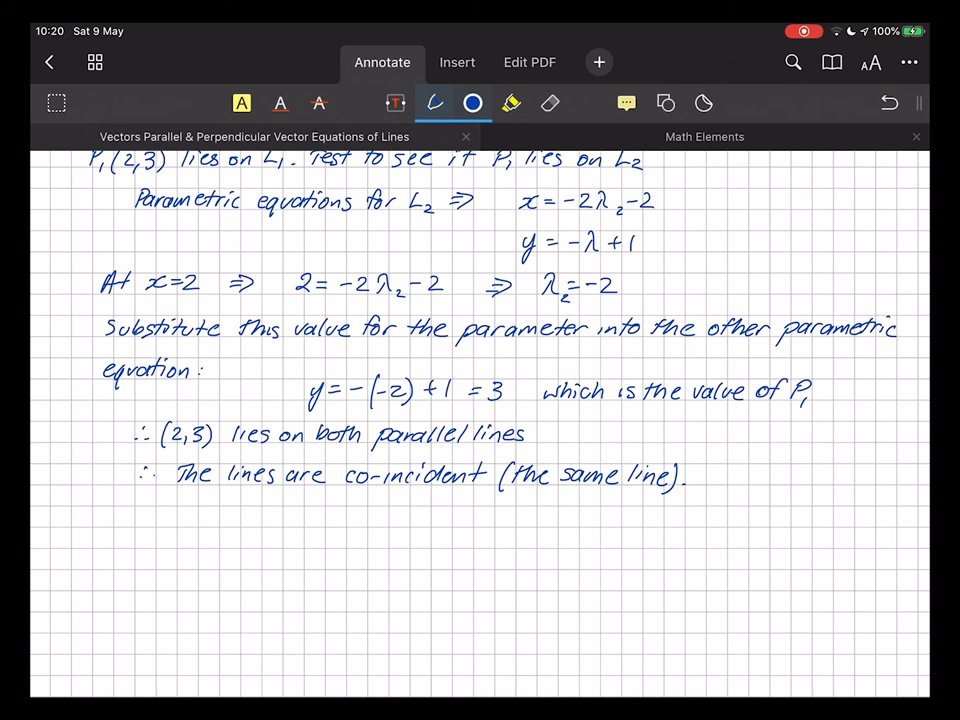 10:20 Sat 9 May 100%
Annotate Insert Edit PDF
A A A T AA
Vectors Parallel & Perpendicular Vector Equations of Lines Math Elements
P₁(2,3) lies on L₁. Test to see if P₁ lies on L₂
Parametric equations for L₂ ⇒ x = -2λ₂ - 2
y = -λ + 1
At x=2 ⇒ 2 = -2λ₂ - 2 ⇒ λ₂ = -2
Substitute this value for the parameter into the other parametric
equation:
y = -(-2) + 1 = 3 which is the value of P₁
∴ (2,3) lies on both parallel lines
∴ The lines are co-incident (the same line).